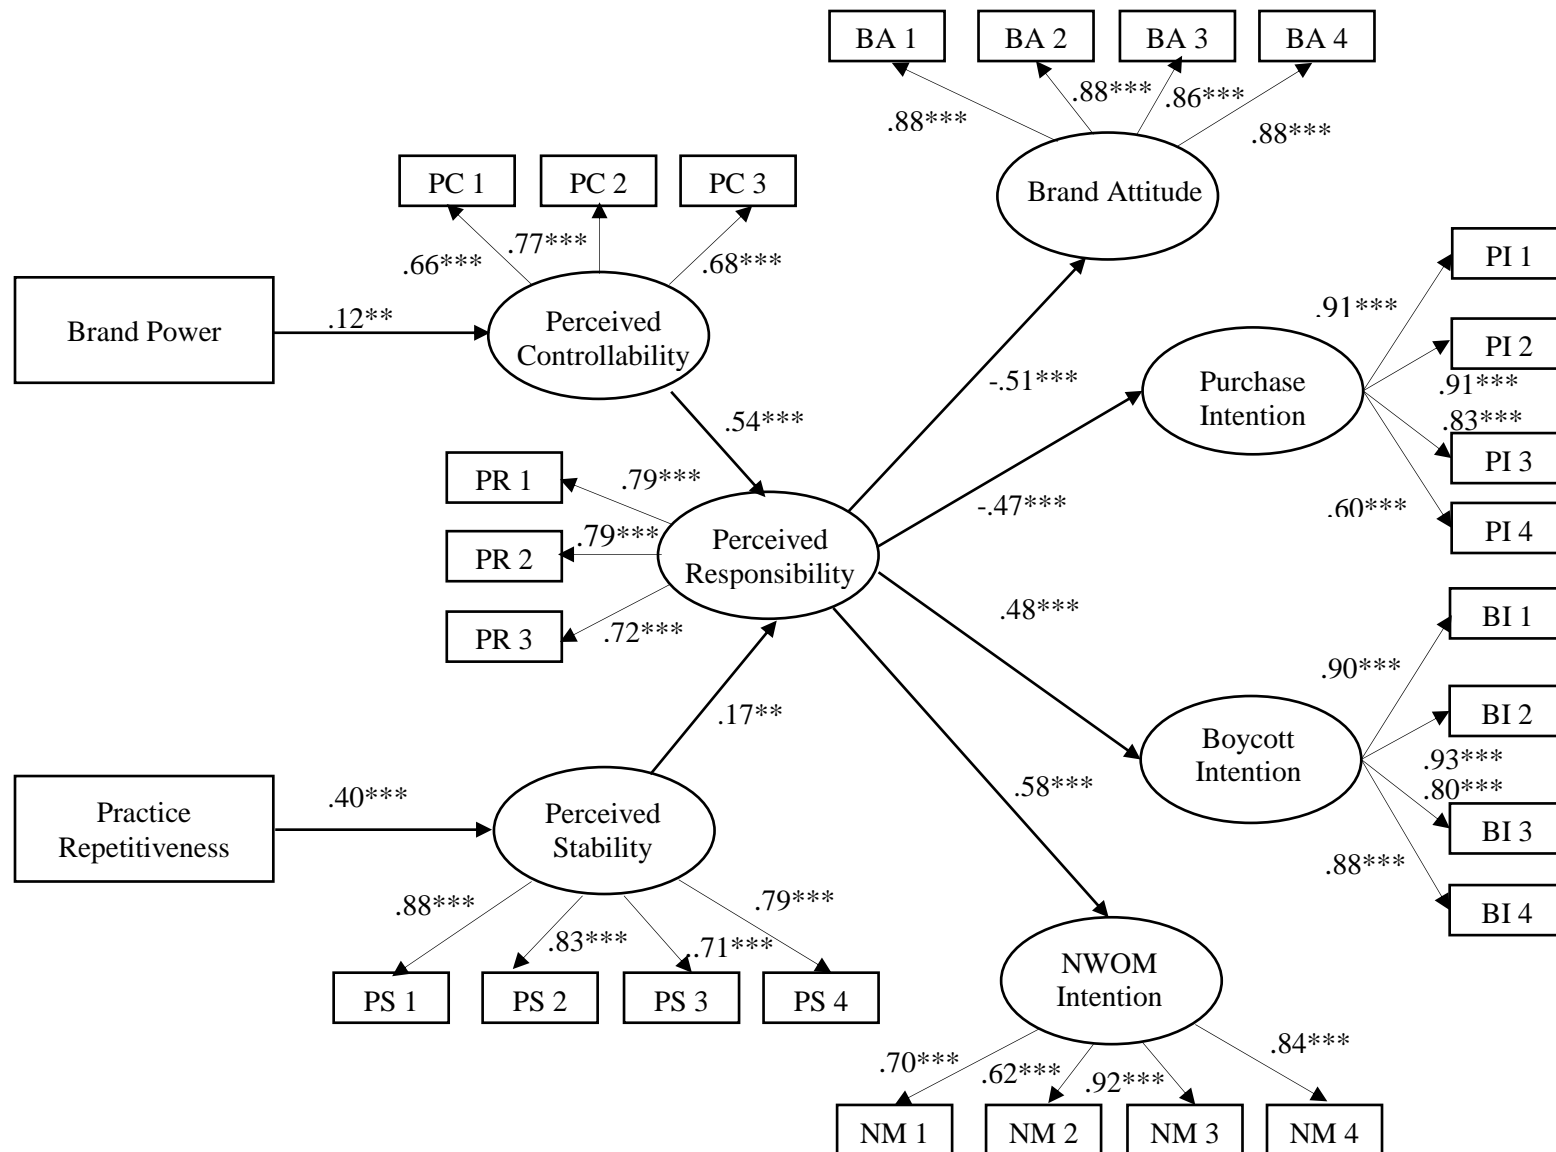 BA 1
BA 2
BA 3
BA 4
.88***
.88***
.86***
.88***
Brand Attitude
PC 1
PC 2
PC 3
.66***
.77***
.68***
Brand Power
.12**
Perceived
Controllability
.54***
-.51***
PI 1
PI 2
PI 3
PI 4
.91***
.91***
.83***
.60***
Purchase
Intention
-.47***
PR 1
PR 2
PR 3
.79***
.79***
.72***
Perceived
Responsibility
.48***
BI 1
BI 2
BI 3
BI 4
.90***
.93***
.80***
.88***
Boycott
Intention
.17**
.58***
Practice
Repetitiveness
.40***
Perceived
Stability
.88***
.83***
..71***
.79***
PS 1
PS 2
PS 3
PS 4
NWOM
Intention
.70***
.62***
.92***
.84***
NM 1
NM 2
NM 3
NM 4